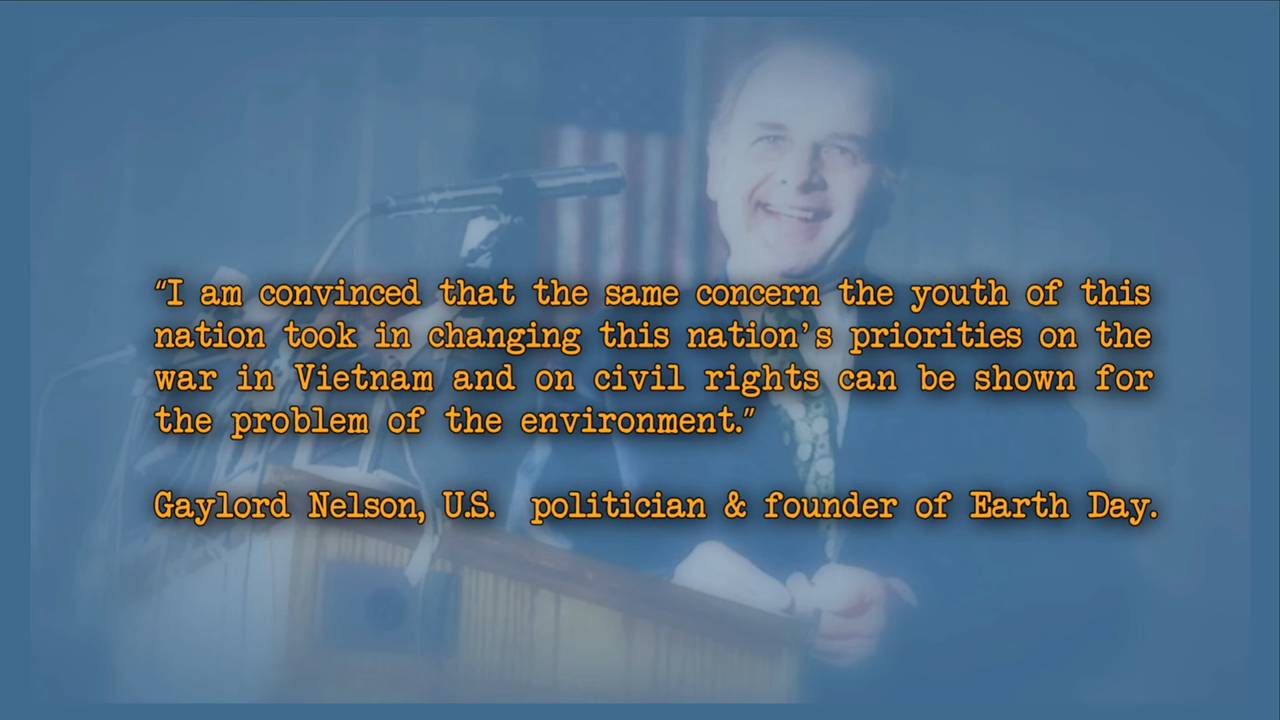 “I am convinced that the same concern the youth of this
nation took in changing this nation’s priorities on the
war in Vietnam and on civil rights can be shown for
the problem of the environment.”
Gaylord Nelson, U.S.  politician & founder of Earth Day.